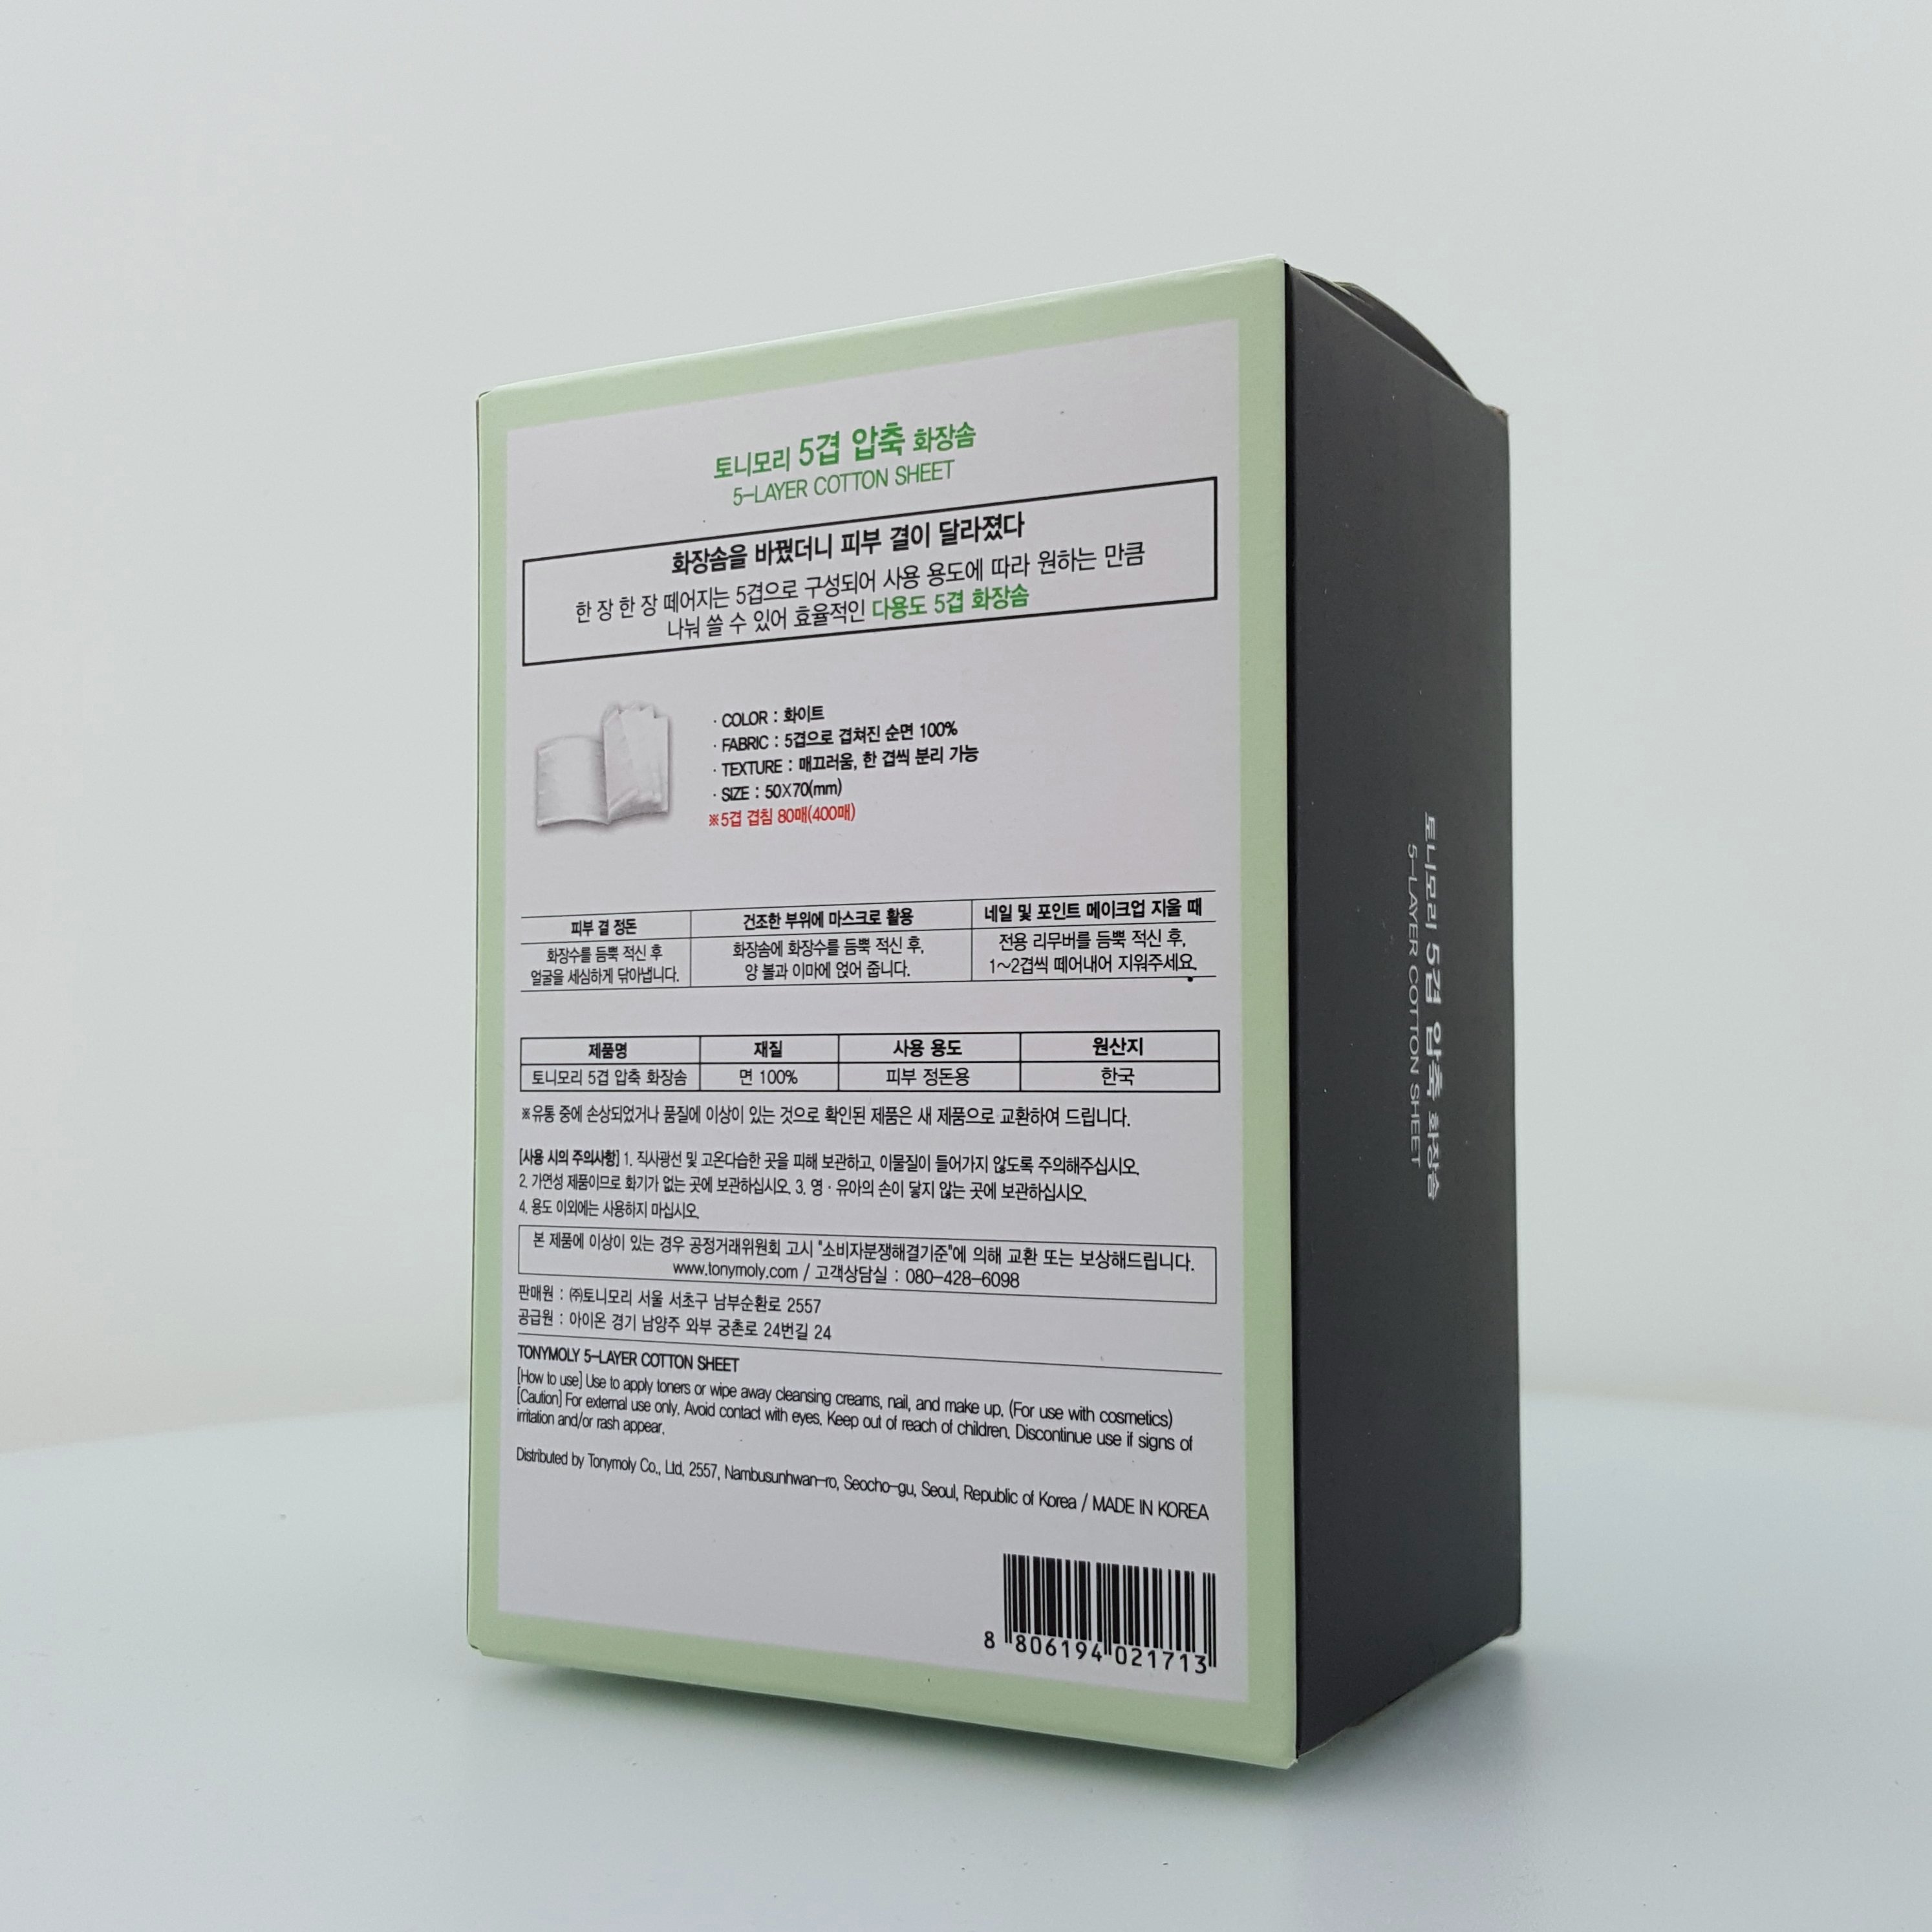 토니모리 5겹 압축 화장솜
5-LAYER COTTON SHEET
화장솜을 바꿨더니 피부 결이 달라졌다
한 장 한 장 떼어지는 5겹으로 구성되어 사용 용도에 따라 원하는 만큼
나눠 쓸 수 있어 효율적인 다용도 5겹 화장솜
· COLOR : 화이트
· FABRIC : 5겹으로 겹쳐진 순면 100%
· TEXTURE : 매끄러움, 한 겹씩 분리 가능
· SIZE : 50X70(mm)
※5겹 겹침 80매(400매)
피부 결 정돈 건조한 부위에 마스크로 활용 네일 및 포인트 메이크업 지울 때
화장수를 듬뿍 적신 후 화장솜에 화장수를 듬뿍 적신 후, 전용 리무버를 듬뿍 적신 후,
얼굴을 세심하게 닦아냅니다. 양 볼과 이마에 얹어 줍니다. 1~2겹씩 떼어내어 지워주세요.
제품명 재질 사용 용도 원산지
토니모리 5겹 압축 화장솜 면 100% 피부 정돈용 한국
※유통 중에 손상되었거나 품질에 이상이 있는 것으로 확인된 제품은 새 제품으로 교환하여 드립니다.
[사용 시의 주의사항] 1. 직사광선 및 고온다습한 곳을 피해 보관하고, 이물질이 들어가지 않도록 주의해주십시오.
2. 가연성 제품이므로 화기가 없는 곳에 보관하십시오. 3. 영 · 유아의 손이 닿지 않는 곳에 보관하십시오.
4. 용도 이외에는 사용하지 마십시오.
본 제품에 이상이 있는 경우 공정거래위원회 고시 "소비자분쟁해결기준"에 의해 교환 또는 보상해드립니다.
www.tonymoly.com / 고객상담실 : 080-428-6098
판매원 : ㈜토니모리 서울 서초구 남부순환로 2557
공급원 : 아이온 경기 남양주 와부 궁촌로 24번길 24
TONYMOLY 5-LAYER COTTON SHEET
[How to use] Use to apply toners or wipe away cleansing creams, nail, and make up. (For use with cosmetics)
[Caution] For external use only. Avoid contact with eyes. Keep out of reach of children. Discontinue use if signs of
irritation and/or rash appear.
Distributed by Tonymoly Co., Ltd. 2557, Nambusunhwan-ro, Seocho-gu, Seoul, Republic of Korea / MADE IN KOREA
8 806194 021713
토니모리 5겹 압축 화장솜
5-LAYER COTTON SHEET